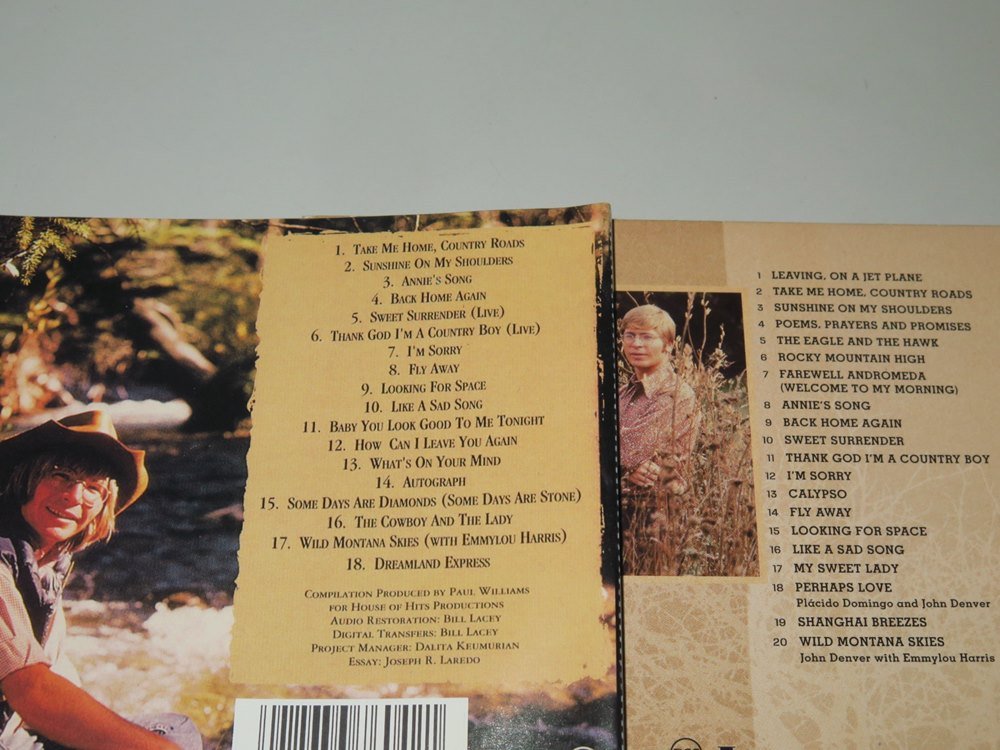 1. Take Me Home, Country Roads
2. Sunshine On My Shoulders
3. Annie's Song
4. Back Home Again
5. Sweet Surrender (Live)
6. Thank God I'm A Country Boy (Live)
7. I'm Sorry
8. Fly Away
9. Looking For Space
10. Like A Sad Song
11. Baby You Look Good To Me Tonight
12. How Can I Leave You Again
13. What's On Your Mind
14. Autograph
15. Some Days Are Diamonds (Some Days Are Stone)
16. The Cowboy And The Lady
17. Wild Montana Skies (with Emmylou Harris)
18. Dreamland Express
Compilation Produced by Paul Williams
for House of Hits Productions
Audio Restoration: Bill Lacey
Digital Transfers: Bill Lacey
Project Manager: Dalita Keumurian
Essay: Joseph R. Laredo
1 LEAVING, ON A JET PLANE
2 TAKE ME HOME, COUNTRY ROADS
3 SUNSHINE ON MY SHOULDERS
4 POEMS, PRAYERS AND PROMISES
5 THE EAGLE AND THE HAWK
6 ROCKY MOUNTAIN HIGH
7 FAREWELL ANDROMEDA
(WELCOME TO MY MORNING)
8 ANNIE'S SONG
9 BACK HOME AGAIN
10 SWEET SURRENDER
11 THANK GOD I'M A COUNTRY BOY
12 I'M SORRY
13 CALYPSO
14 FLY AWAY
15 LOOKING FOR SPACE
16 LIKE A SAD SONG
17 MY SWEET LADY
18 PERHAPS LOVE
Plácido Domingo and John Denver
19 SHANGHAI BREEZES
20 WILD MONTANA SKIES
John Denver with Emmylou Harris